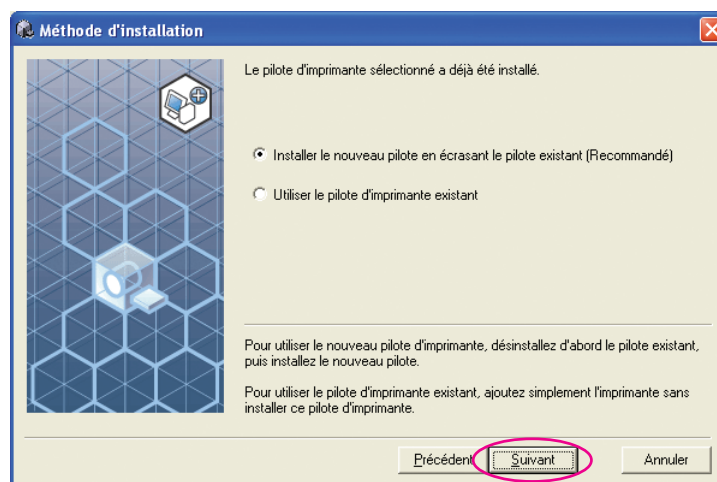 Méthode d'installation
Le pilote d'imprimante sélectionné a déjà été installé.
Installer le nouveau pilote en écrasant le pilote existant (Recommandé)
Utiliser le pilote d'imprimante existant
Pour utiliser le nouveau pilote d'imprimante, désinstallez d'abord le pilote existant,
puis installez le nouveau pilote.
Pour utiliser le pilote d'imprimante existant, ajoutez simplement l'imprimante sans
installer ce pilote d'imprimante.
Précédent
Suivant
Annuler